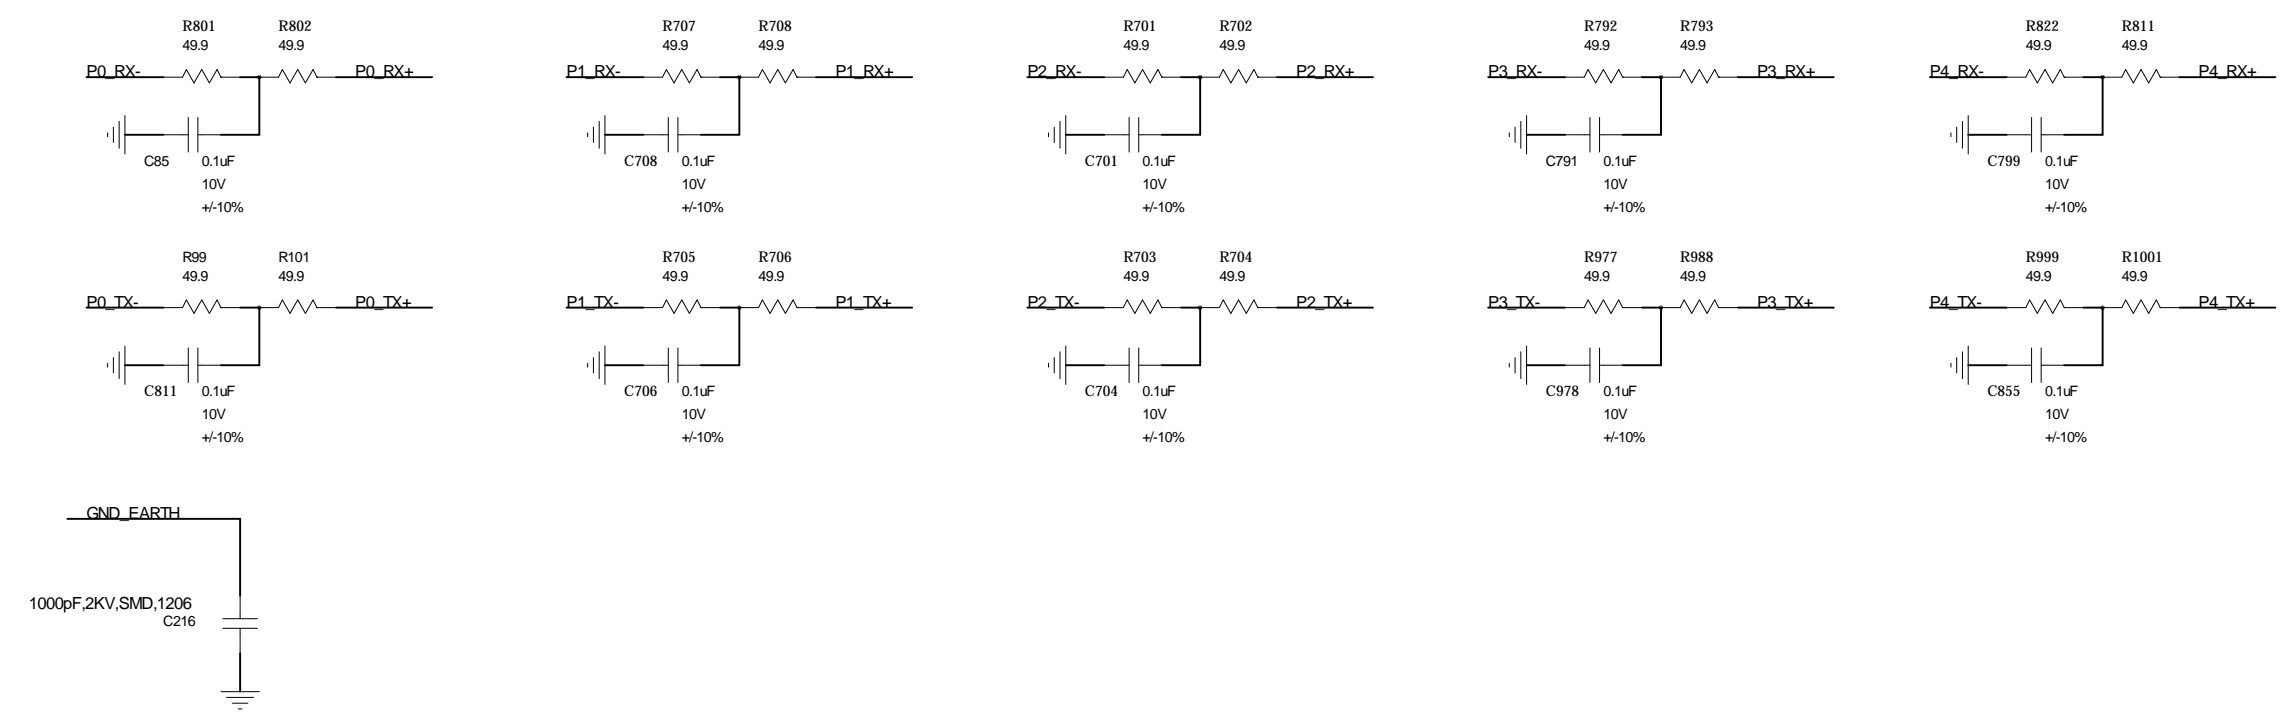 R801 R802 R707 R708 R701 R702 R792 R793 R822 R811
49.9 49.9 49.9 49.9 49.9 49.9 49.9 49.9 49.9 49.9
P0_RX- P0_RX+ P1_RX- P1_RX+ P2_RX- P2_RX+ P3_RX- P3_RX+ P4_RX- P4_RX+
C85 0.1uF C708 0.1uF C701 0.1uF C791 0.1uF C799 0.1uF
10V 10V 10V 10V 10V
+/-10% +/-10% +/-10% +/-10% +/-10%
R99 R101 R705 R706 R703 R704 R977 R988 R999 R1001
49.9 49.9 49.9 49.9 49.9 49.9 49.9 49.9 49.9 49.9
P0_TX- P0_TX+ P1_TX- P1_TX+ P2_TX- P2_TX+ P3_TX- P3_TX+ P4_TX- P4_TX+
C811 0.1uF C706 0.1uF C704 0.1uF C978 0.1uF C855 0.1uF
10V 10V 10V 10V 10V
+/-10% +/-10% +/-10% +/-10% +/-10%
GND_EARTH
1000pF,2KV,SMD,1206
C216